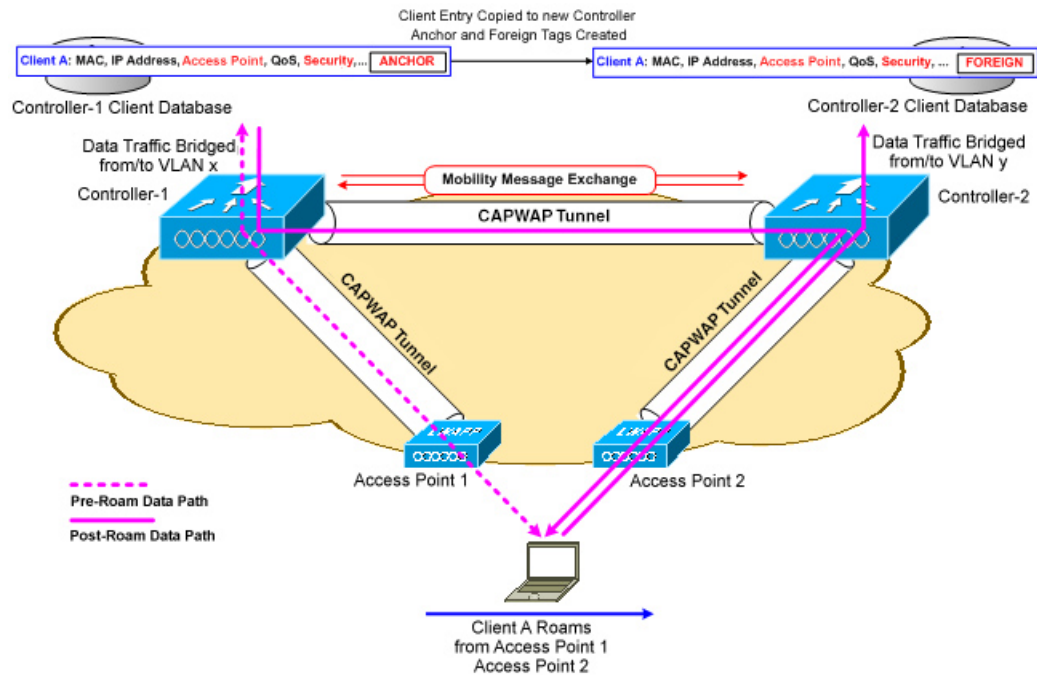 Client Entry Copied to new Controller
Anchor and Foreign Tags Created
Client A: MAC, IP Address, Access Point, QoS, Security,... ANCHOR
Client A: MAC, IP Address, Access Point, QoS, Security, ... FOREIGN
Controller-1 Client Database
Controller-2 Client Database
Data Traffic Bridged
from/to VLAN x
Data Traffic Bridged
from/to VLAN y
Controller-1
Mobility Message Exchange
Controller-2
CAPWAP Tunnel
CAPWAP Tunnel
CAPWAP Tunnel
LWAPP
LWAPP
Access Point 1
Access Point 2
Pre-Roam Data Path
Post-Roam Data Path
Client A Roams
from Access Point 1
Access Point 2